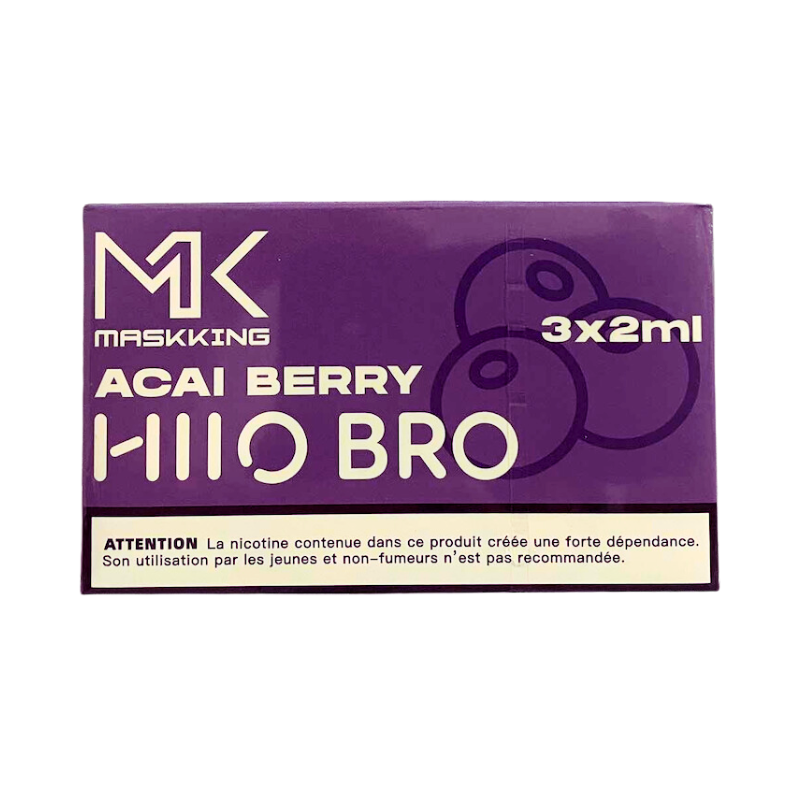 MK
MASKKING
3x2ml
ACAI BERRY
HIIO BRO
ATTENTION La nicotine contenue dans ce produit créée une forte dépendance.
Son utilisation par les jeunes et non-fumeurs n'est pas recommandée.